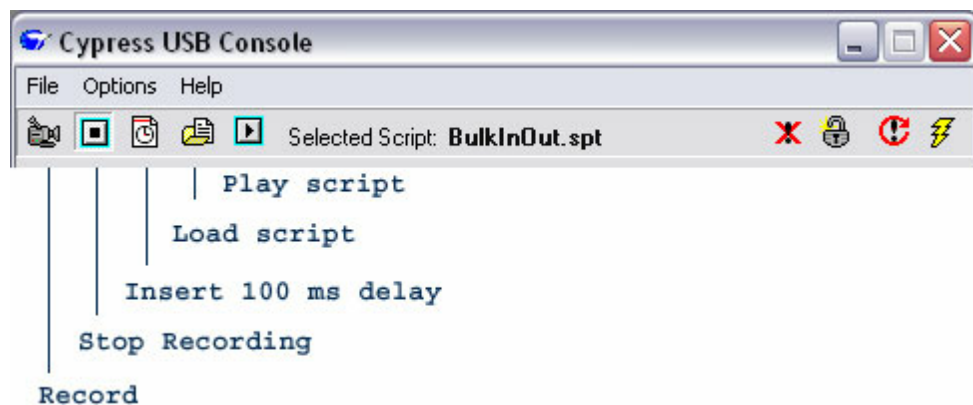 Cypress USB Console
File Options Help
Selected Script: BulkInOut.spt
Play script
Load script
Insert 100 ms delay
Stop Recording
Record